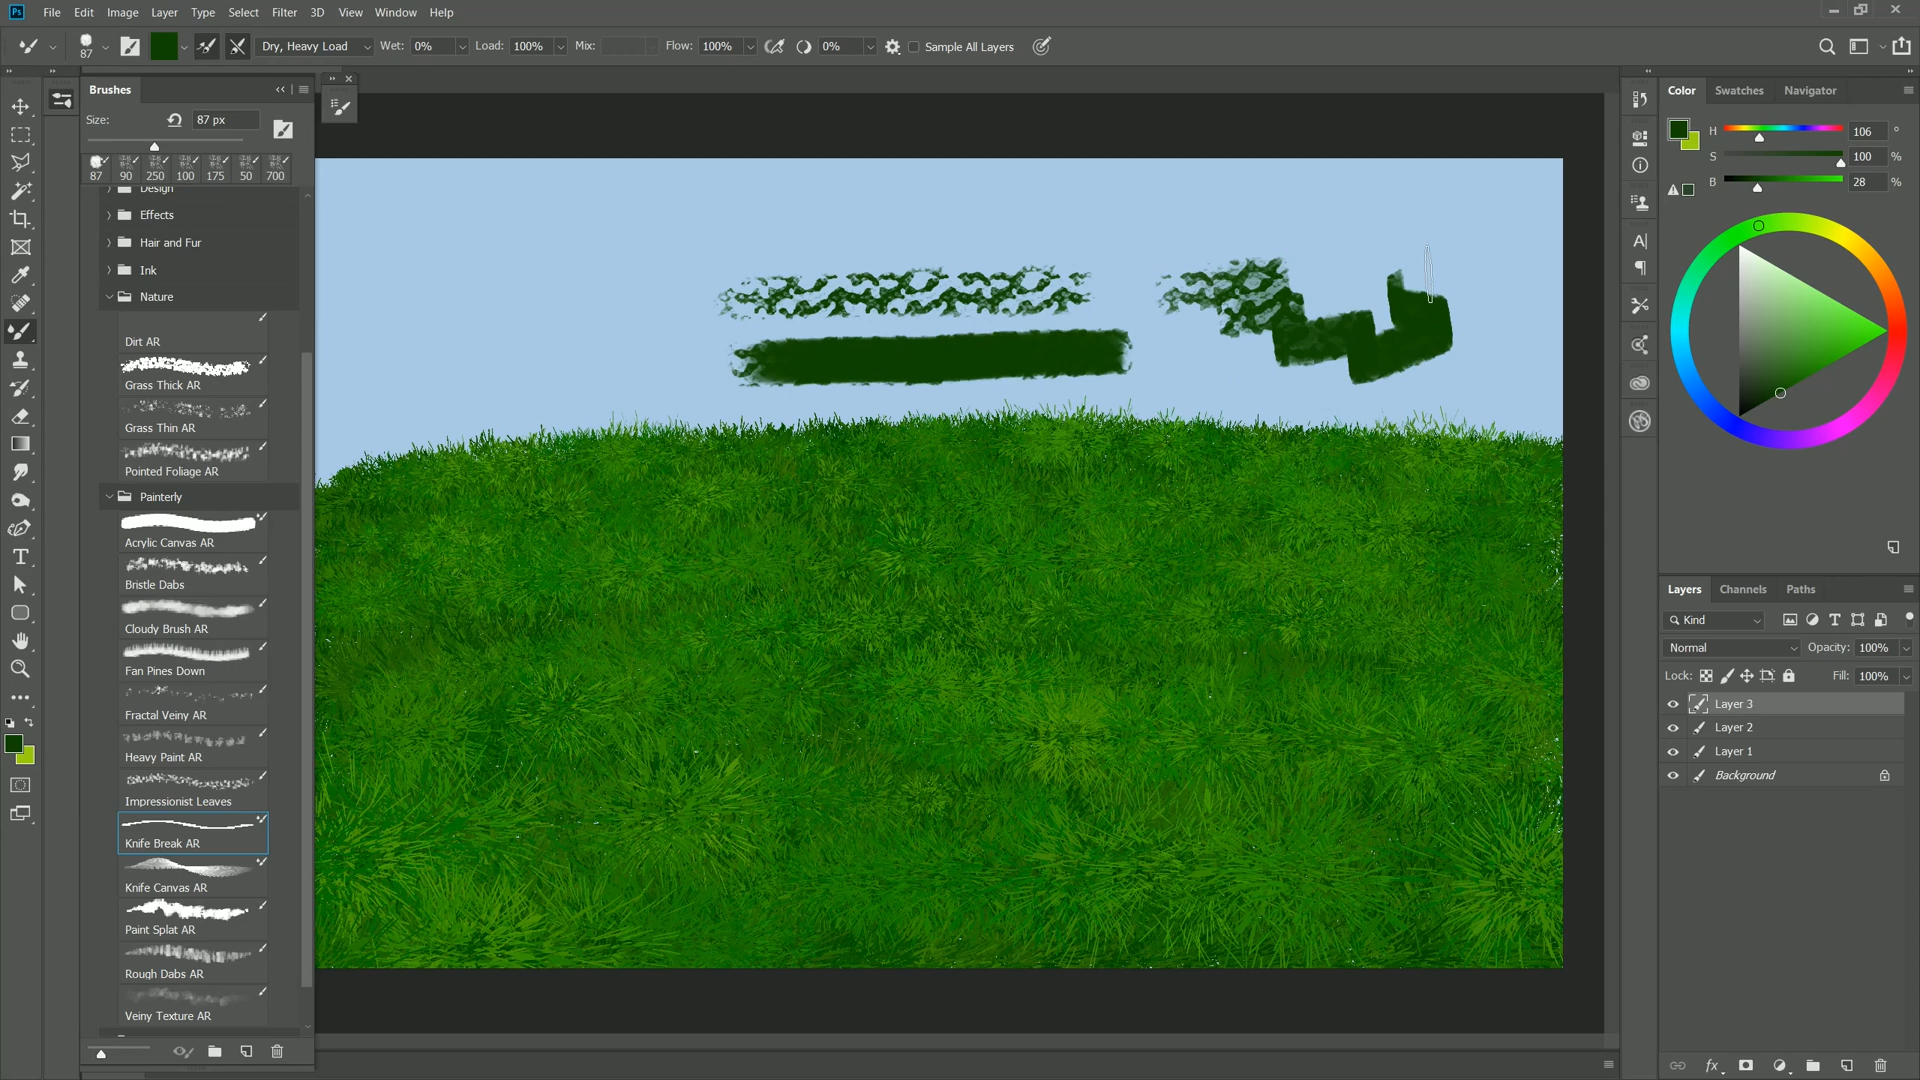 Ps File Edit Image Layer Type Select Filter 3D View Window Help
87 Dry, Heavy Load Wet: 0% Load: 100% Mix: Flow: 100% 0% Sample All Layers
Brushes
Size: 87 px
87 90 250 100 175 50 700
Design
Effects
Hair and Fur
Ink
Nature
Dirt AR
Grass Thick AR
Grass Thin AR
Pointed Foliage AR
Painterly
Acrylic Canvas AR
Bristle Dabs
Cloudy Brush AR
Fan Pines Down
Fractal Veiny AR
Heavy Paint AR
Impressionist Leaves
Knife Break AR
Knife Canvas AR
Paint Splat AR
Rough Dabs AR
Veiny Texture AR
Color Swatches Navigator
H 106 °
S 100 %
B 28 %
Layers Channels Paths
Kind
Normal Opacity: 100%
Lock: Fill: 100%
Layer 3
Layer 2
Layer 1
Background
fx